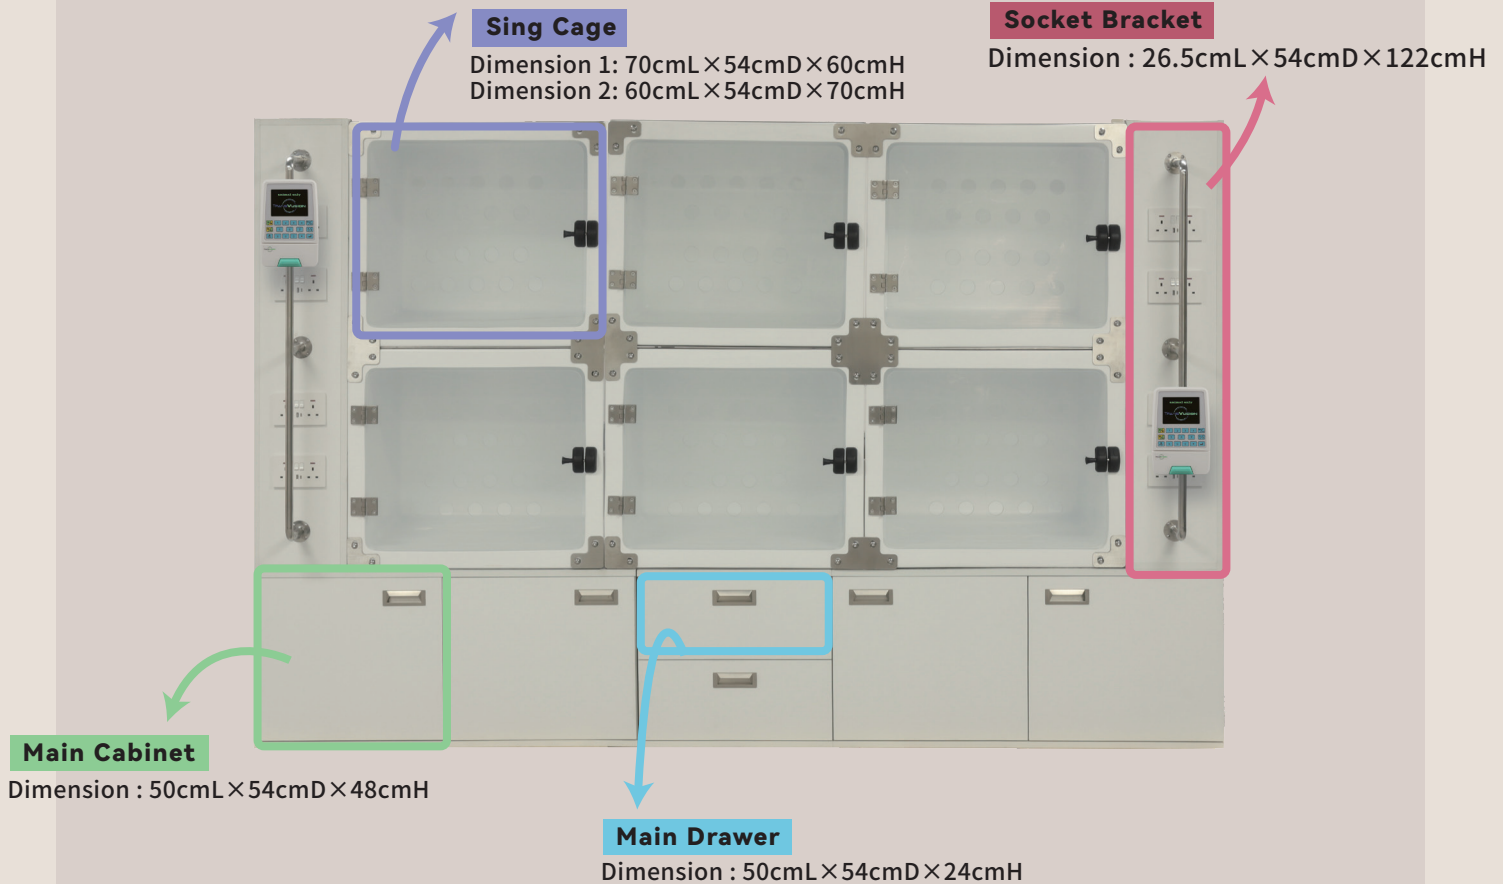 Sing Cage
Dimension 1: 70cmL×54cmD×60cmH
Dimension 2: 60cmL×54cmD×70cmH
Socket Bracket
Dimension : 26.5cmL×54cmD×122cmH
Main Cabinet
Dimension : 50cmL×54cmD×48cmH
Main Drawer
Dimension : 50cmL×54cmD×24cmH